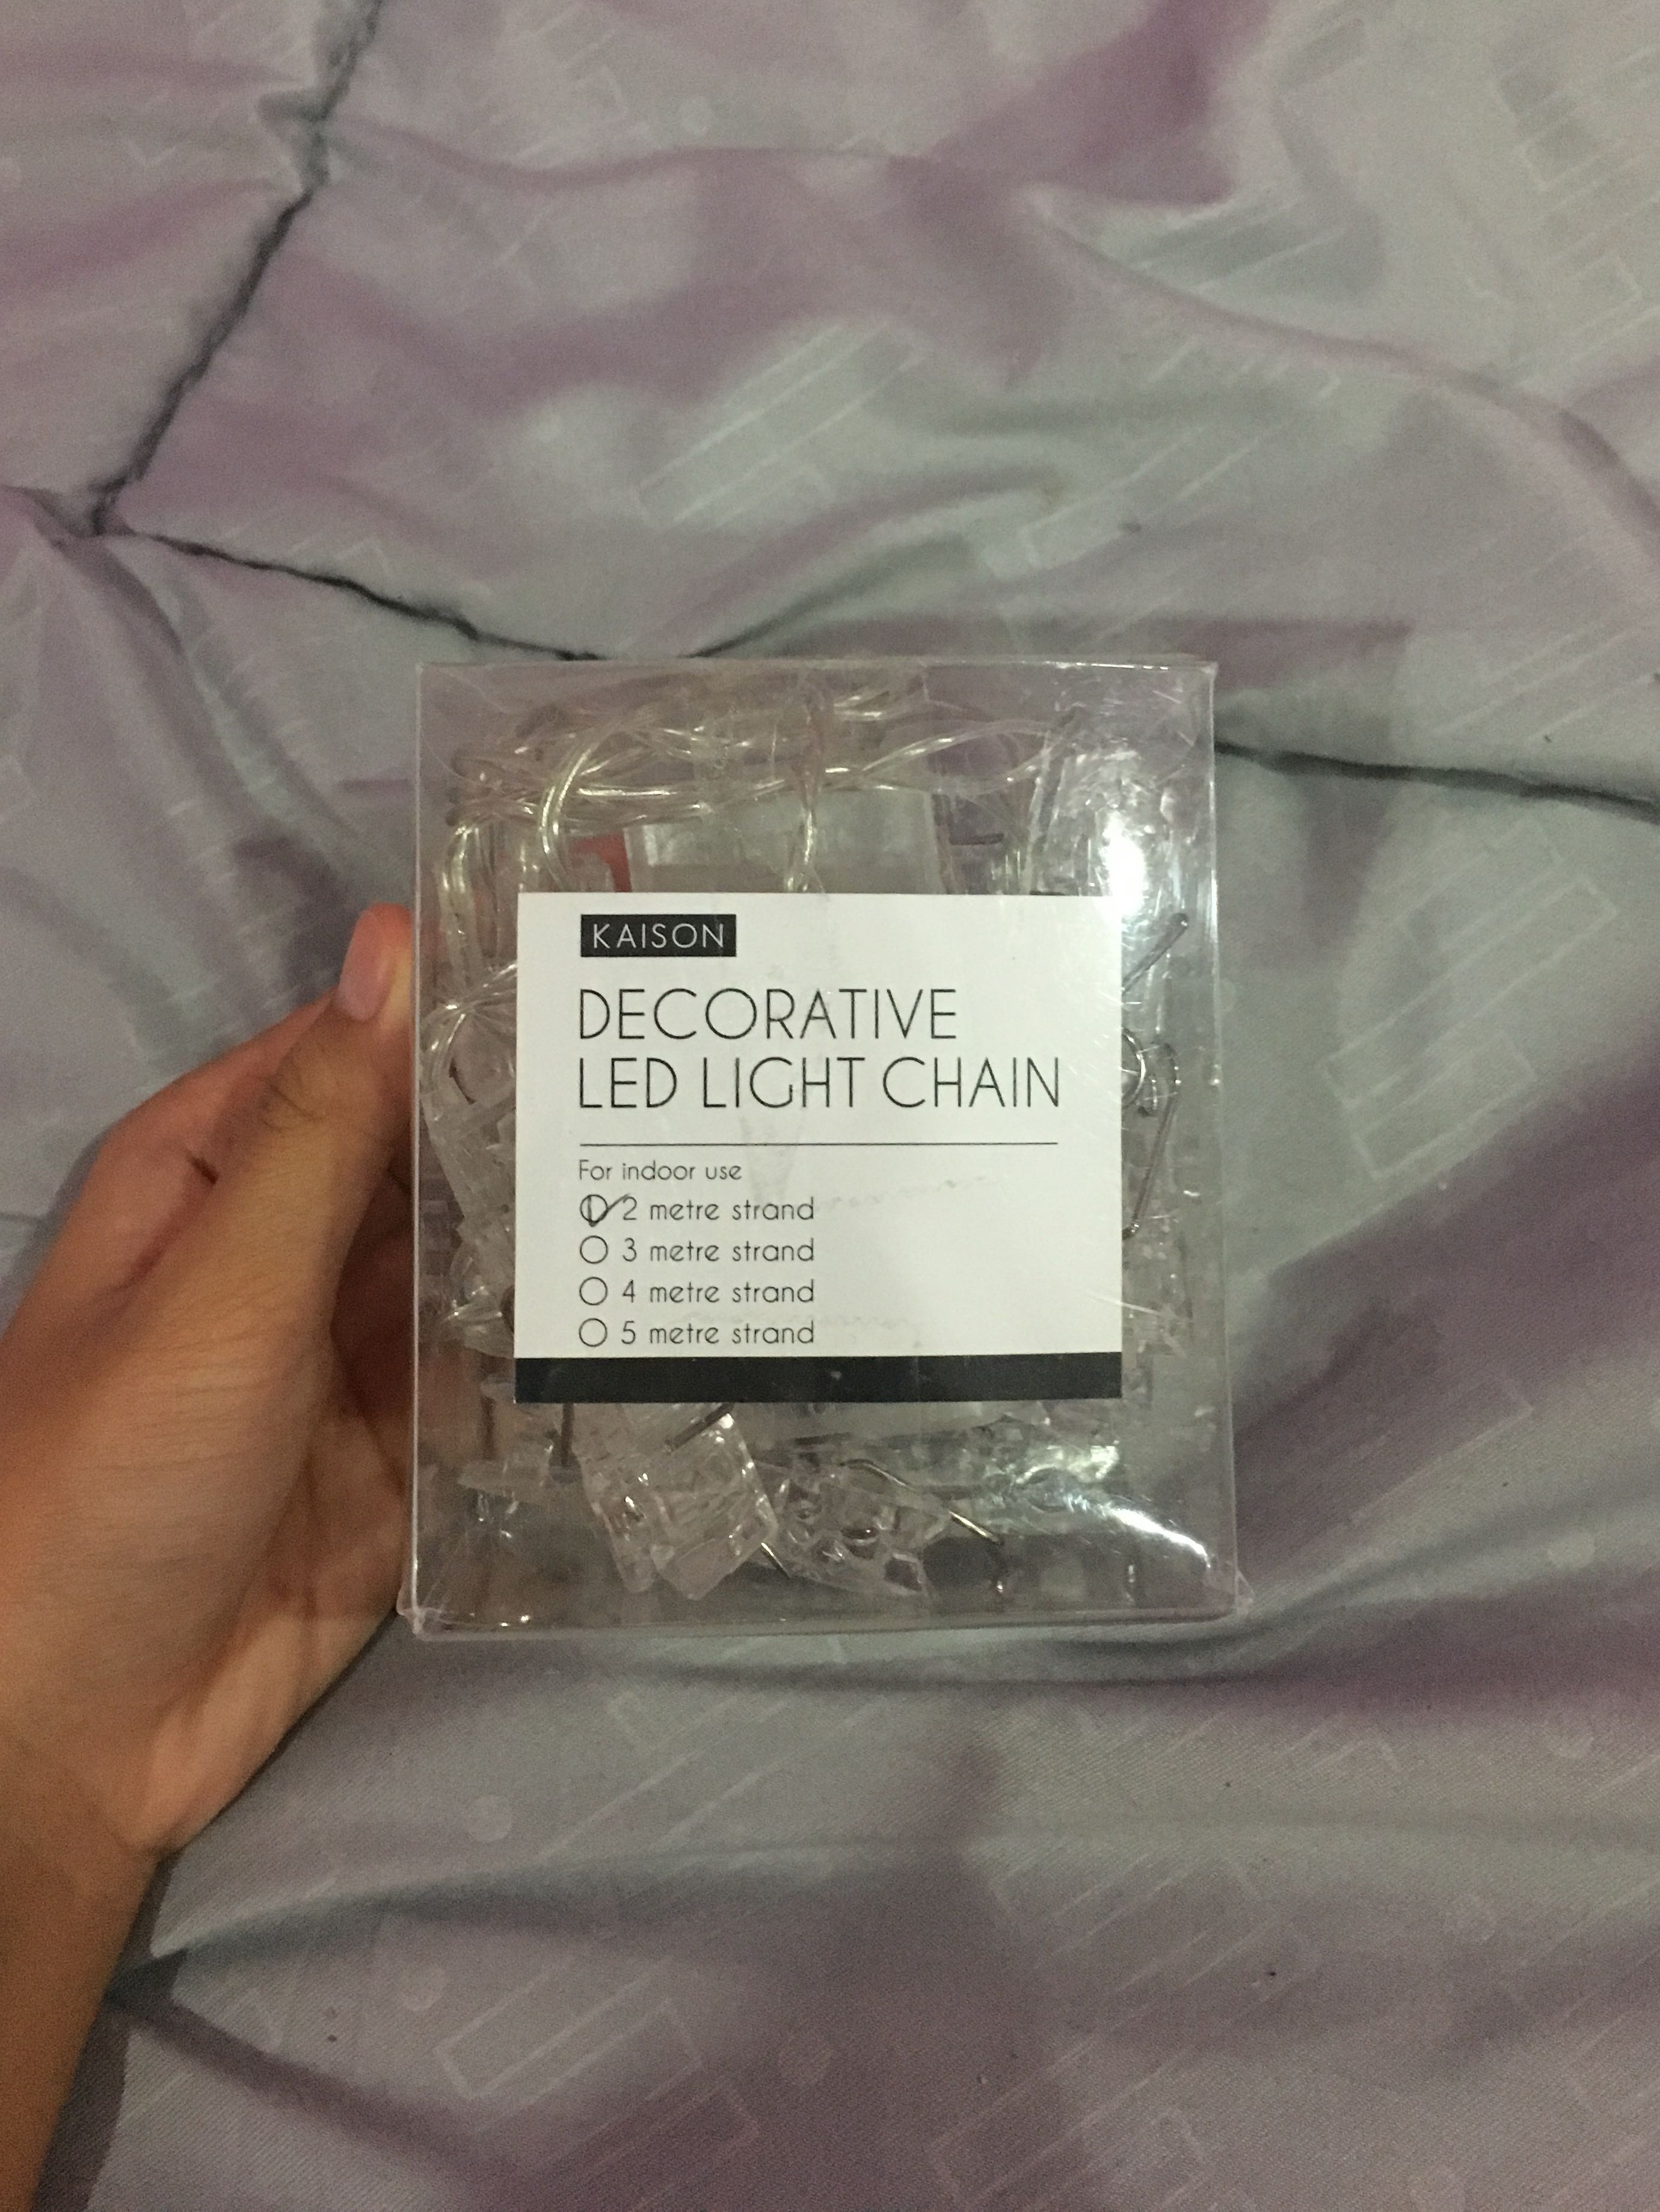 KAISON
DECORATIVE
LED LIGHT CHAIN
For indoor use
2 metre strand
3 metre strand
4 metre strand
5 metre strand